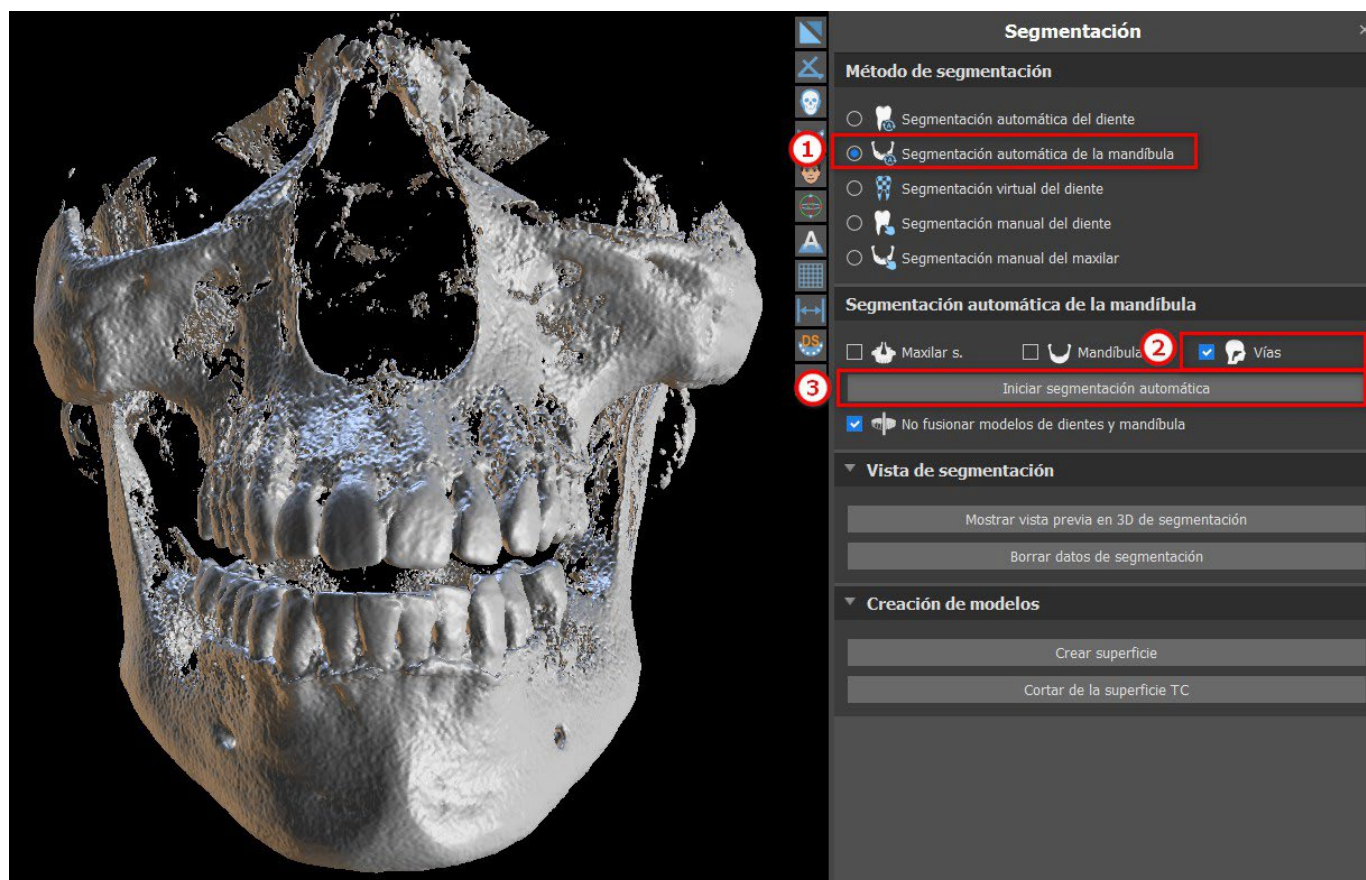 Segmentación
Método de segmentación
Segmentación automática del diente
1
Segmentación automática de la mandíbula
Segmentación virtual del diente
Segmentación manual del diente
Segmentación manual del maxilar
Segmentación automática de la mandíbula
Maxilar s. Mandíbula 2 Vías
3 Iniciar segmentación automática
No fusionar modelos de dientes y mandíbula
Vista de segmentación
Mostrar vista previa en 3D de segmentación
Borrar datos de segmentación
Creación de modelos
Crear superficie
Cortar de la superficie TC
A
DS